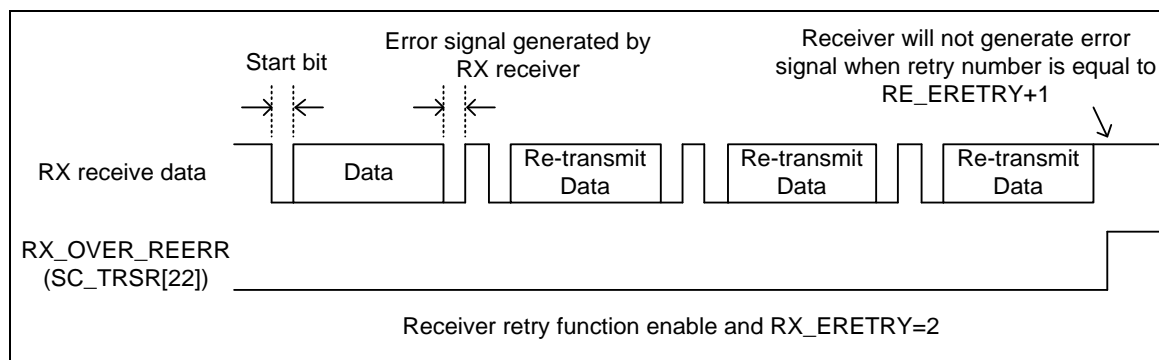 Start bit
Error signal generated by
RX receiver
Receiver will not generate error
signal when retry number is equal to
RE_ERETRY+1
RX receive data
Data
Re-transmit
Data
Re-transmit
Data
Re-transmit
Data
RX_OVER_REERR
(SC_TRSR[22])
Receiver retry function enable and RX_ERETRY=2